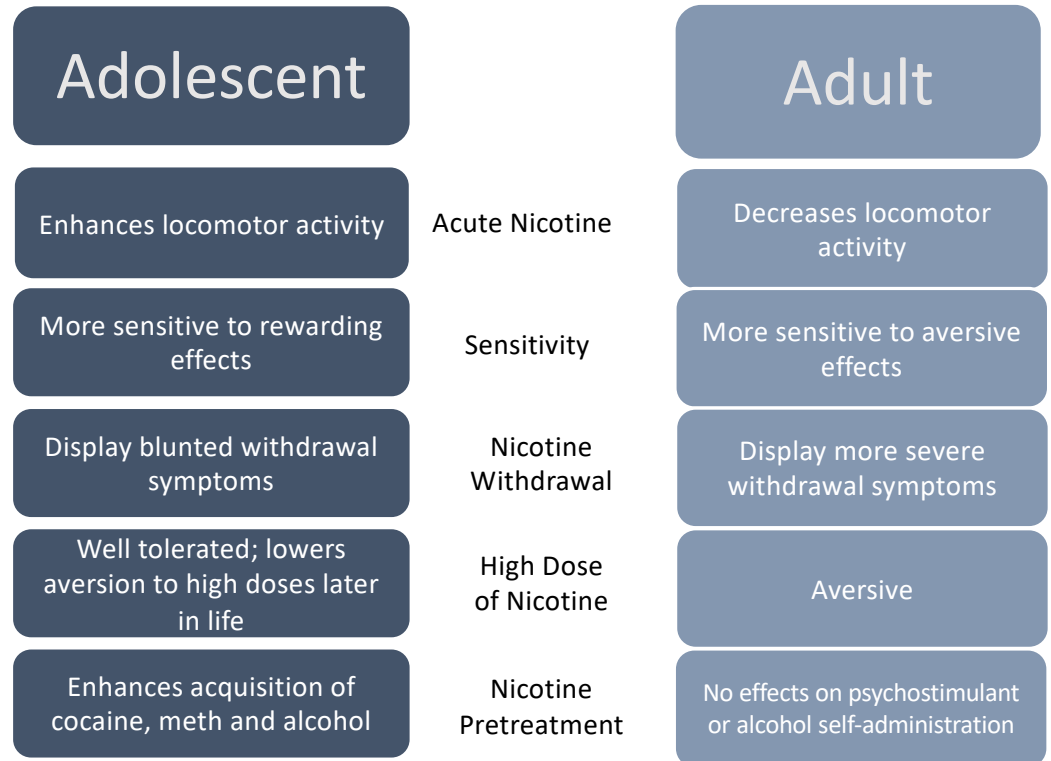 Adolescent
Adult
Enhances locomotor activity
Acute Nicotine
Decreases locomotor
activity
More sensitive to rewarding
effects
Sensitivity
More sensitive to aversive
effects
Display blunted withdrawal
symptoms
Nicotine
Withdrawal
Display more severe
withdrawal symptoms
Well tolerated; lowers
aversion to high doses later
in life
High Dose
of Nicotine
Aversive
Enhances acquisition of
cocaine, meth and alcohol
Nicotine
Pretreatment
No effects on psychostimulant
or alcohol self-administration